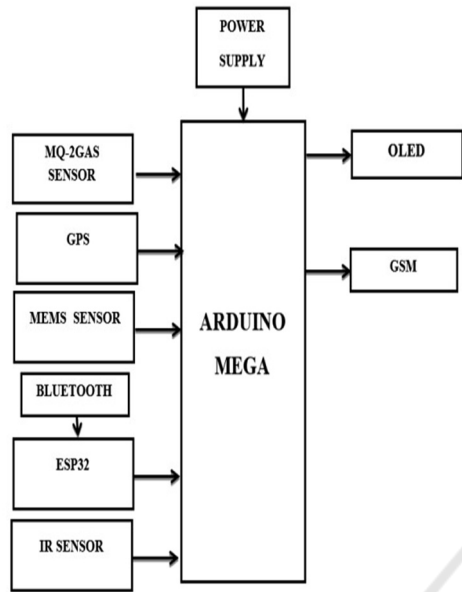 POWER
SUPPLY
MQ-2GAS
SENSOR
GPS
MEMS SENSOR
BLUETOOTH
ESP32
IR SENSOR
ARDUINO
MEGA
OLED
GSM